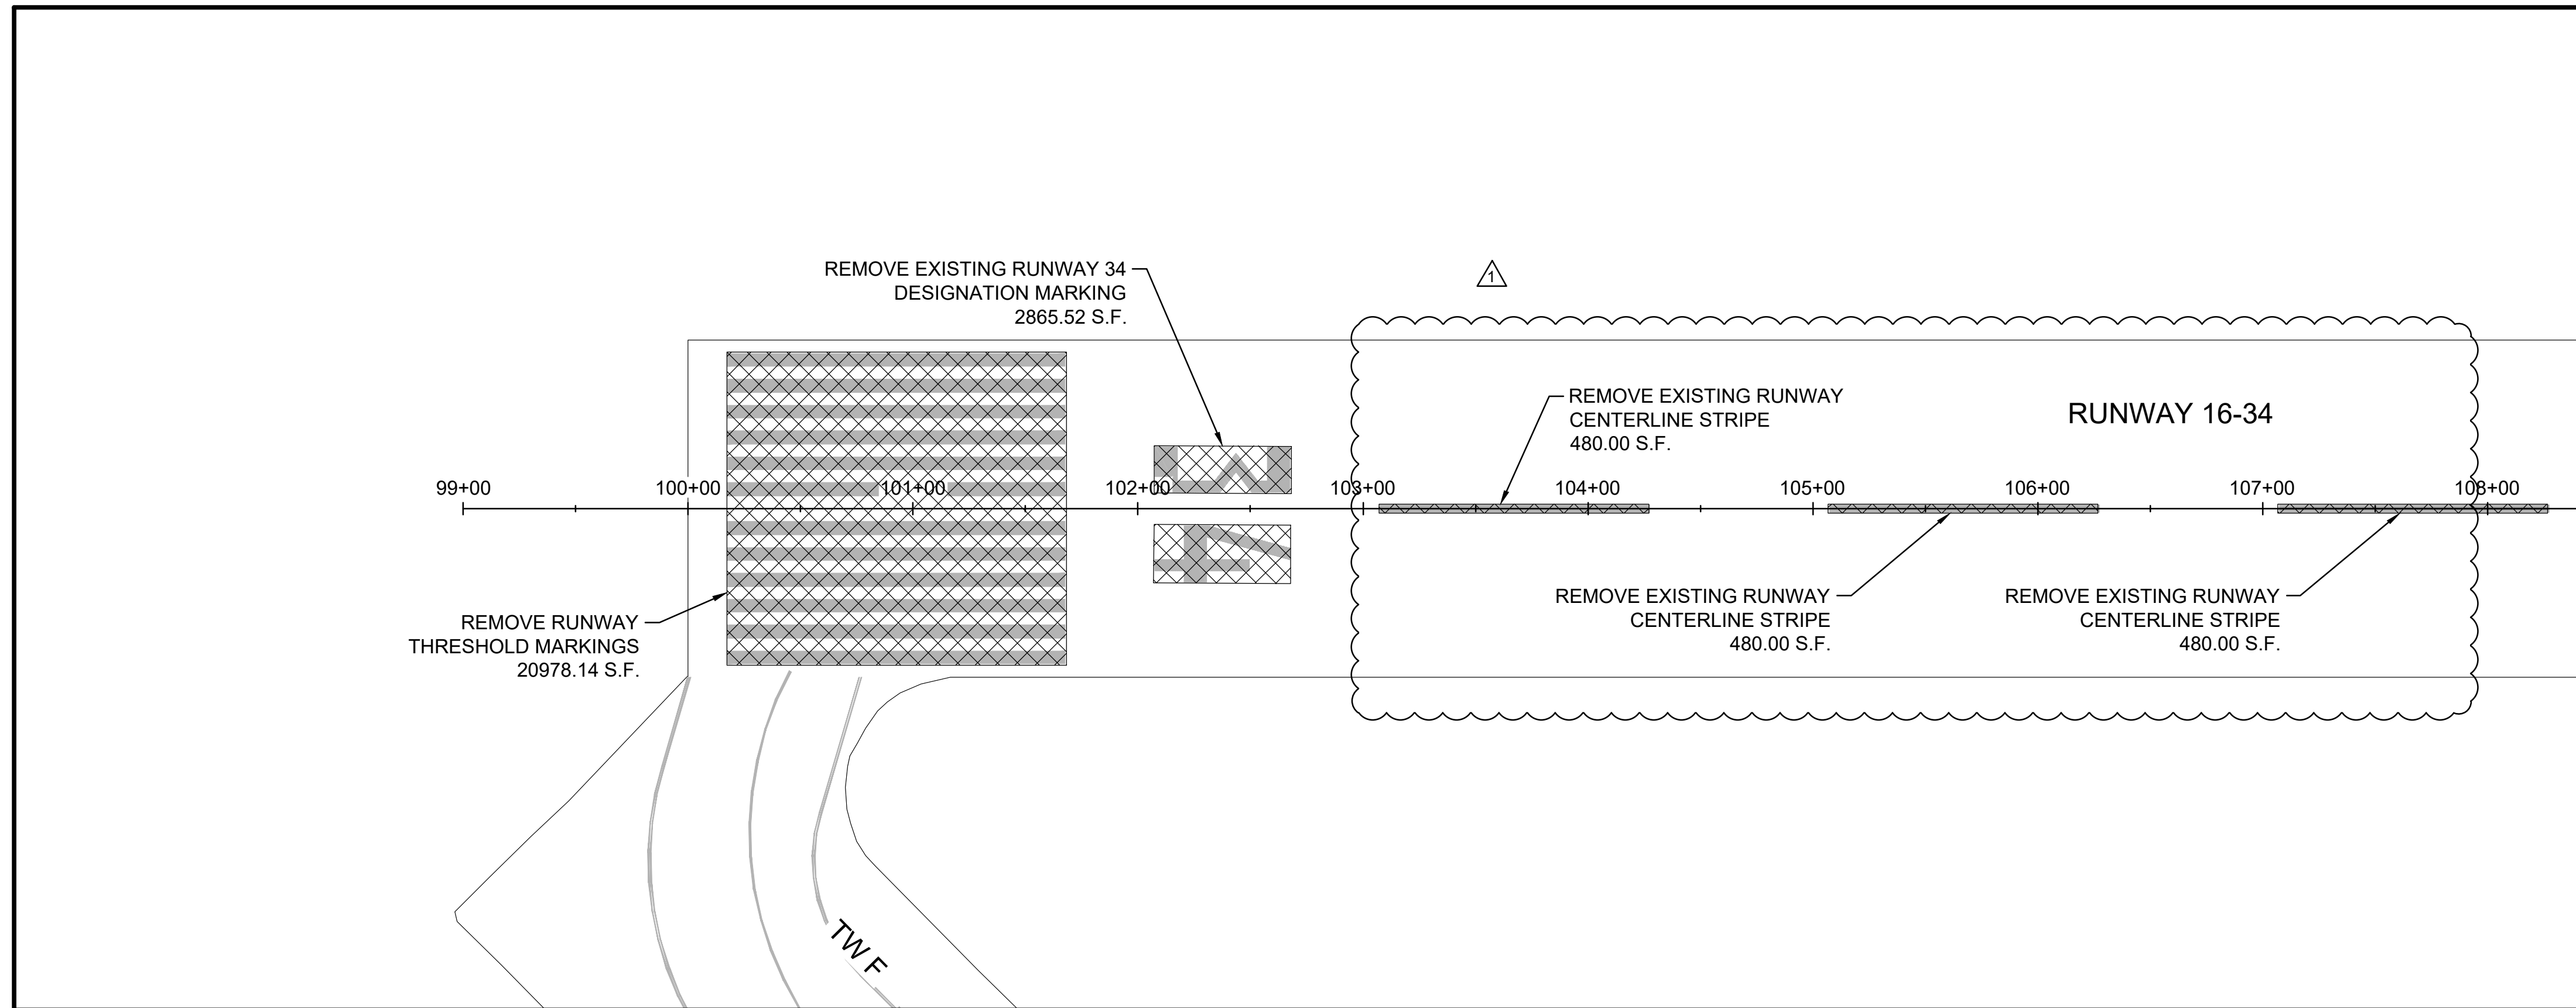 REMOVE EXISTING RUNWAY 34
DESIGNATION MARKING
2865.52 S.F.
1
REMOVE EXISTING RUNWAY
CENTERLINE STRIPE
480.00 S.F.
RUNWAY 16-34
99+00 100+00 101+00 102+00 103+00 104+00 105+00 106+00 107+00 108+00
REMOVE RUNWAY
THRESHOLD MARKINGS
20978.14 S.F.
REMOVE EXISTING RUNWAY
CENTERLINE STRIPE
480.00 S.F.
REMOVE EXISTING RUNWAY
CENTERLINE STRIPE
480.00 S.F.
TW F